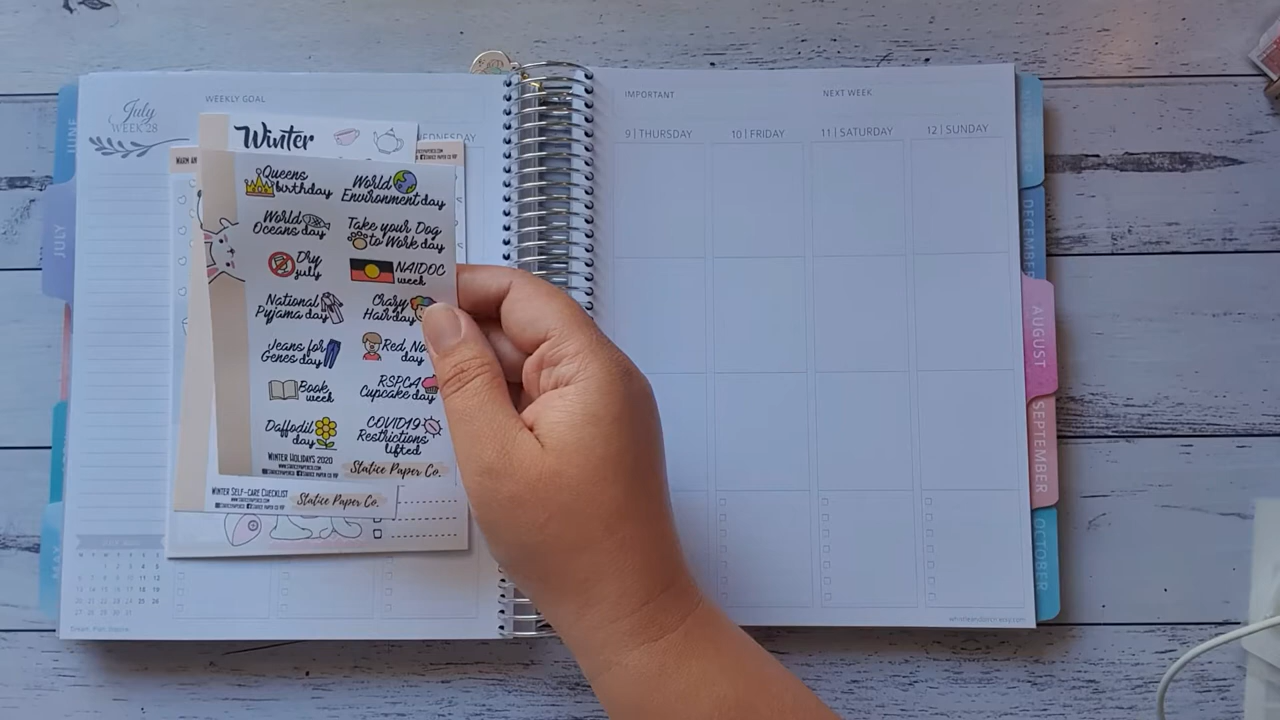 July
WEEK 28
WEEKLY GOAL
IMPORTANT
NEXT WEEK
9 | THURSDAY
10 | FRIDAY
11 | SATURDAY
12 | SUNDAY
Winter
Queens
birthday
World
Environment day
World
Oceans day
Take your Dog
to Work day
Dry
july
NAIDOC
week
National
Pyjama day
Crazy
Hair day
Jeans for
Genes day
Red
day
Book
week
RSPCA
Cupcake day
Daffodil
day
COVID19
Restrictions
lifted
WINTER HOLIDAYS 2020
Statice Paper Co.
WINTER SELF-CARE CHECKLIST
Statice Paper Co.
JUNE
JULY
MAY
DECEMBER
AUGUST
SEPTEMBER
OCTOBER